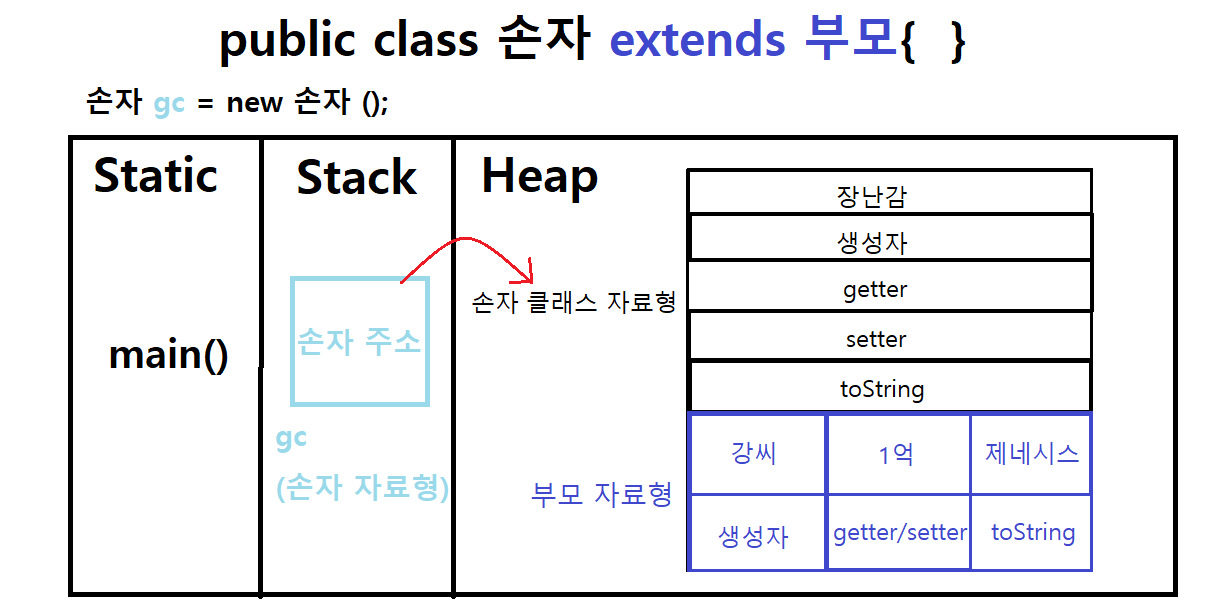 public class 손자 extends 부모{ }
손자 gc = new 손자 ();
Static
Stack
Heap
장난감
생성자
getter
손자 클래스 자료형
setter
손자 주소
main()
toString
gc
강씨
1억
제네시스
(손자 자료형)
부모 자료형
생성자
getter/setter
toString